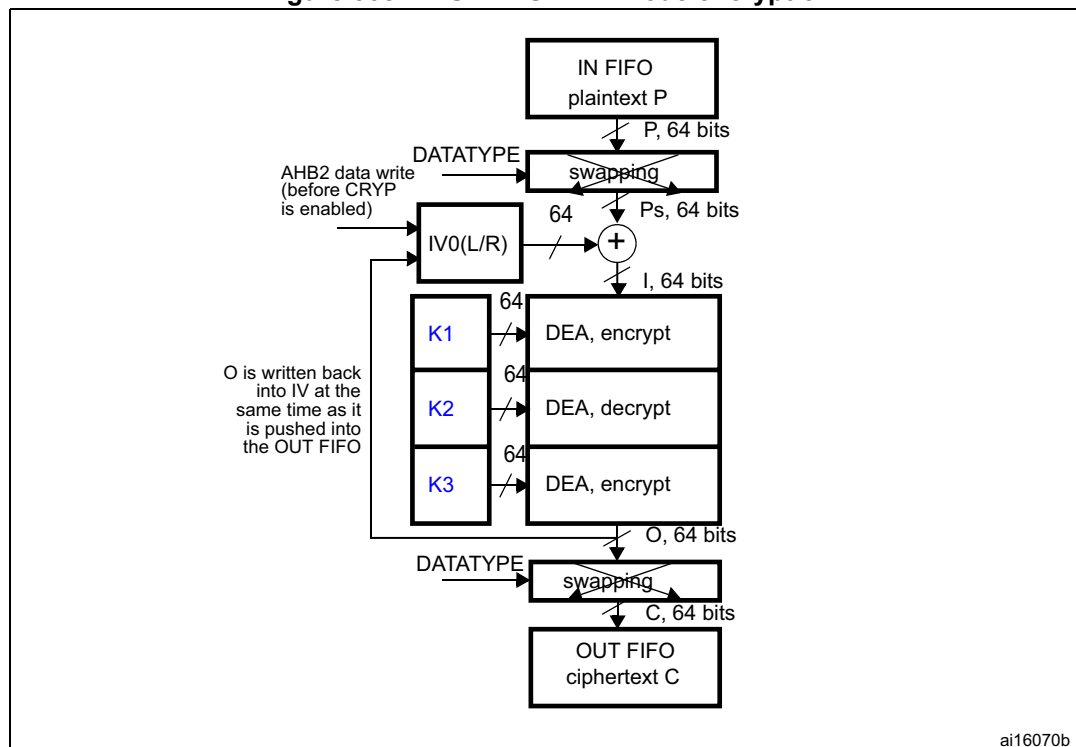 IN FIFO
plaintext P
P, 64 bits
DATATYPE
swapping
AHB2 data write
(before CRYP
is enabled)
Ps, 64 bits
64
IV0(L/R)
+
I, 64 bits
64
K1
DEA, encrypt
O is written back
into IV at the
same time as it
is pushed into
the OUT FIFO
64
K2
DEA, decrypt
64
K3
DEA, encrypt
O, 64 bits
DATATYPE
swapping
C, 64 bits
OUT FIFO
ciphertext C
ai16070b